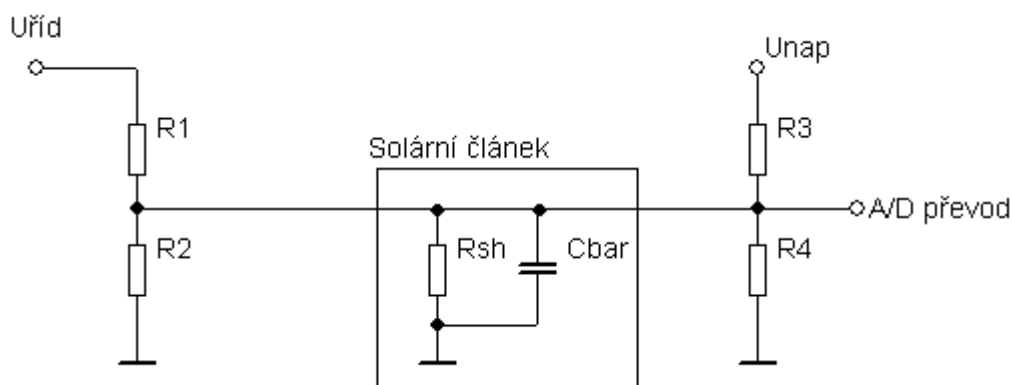 Uříd
Unap
R1
R3
Solární článek
A/D převod
R2
Rsh
Cbar
R4